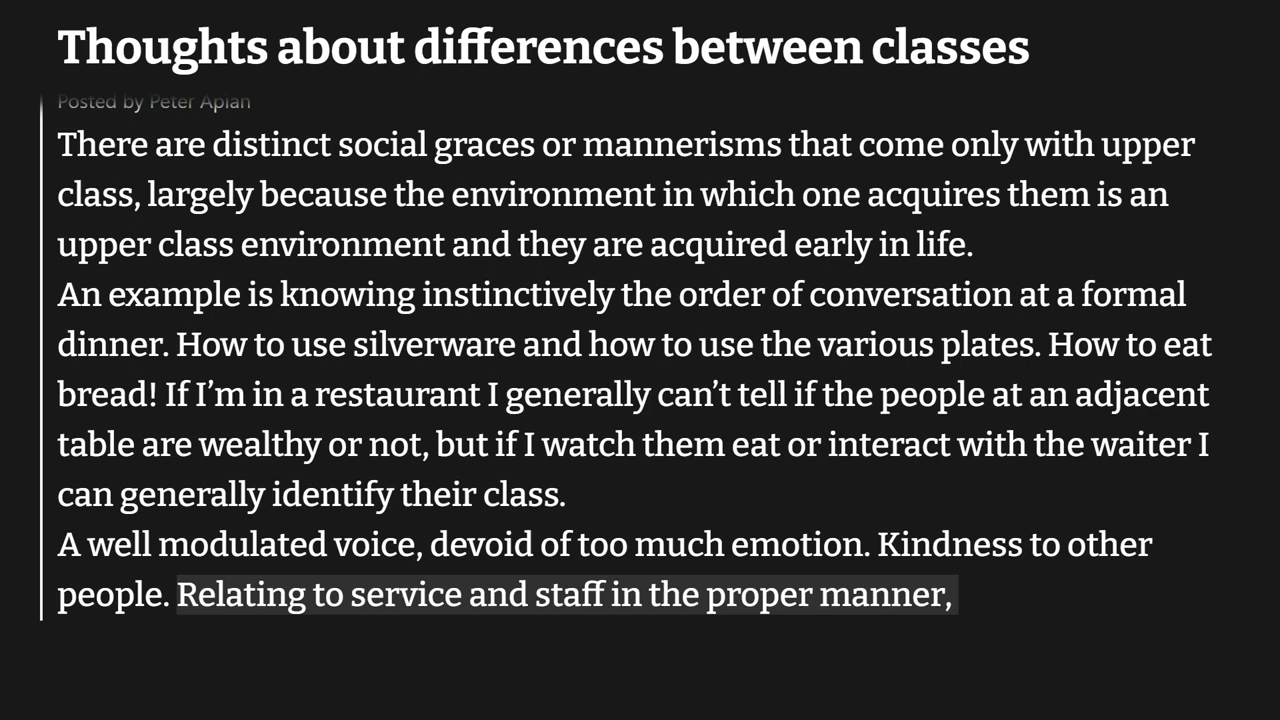 Thoughts about differences between classes
Posted by Peter Apian
There are distinct social graces or mannerisms that come only with upper
class, largely because the environment in which one acquires them is an
upper class environment and they are acquired early in life.
An example is knowing instinctively the order of conversation at a formal
dinner. How to use silverware and how to use the various plates. How to eat
bread! If I’m in a restaurant I generally can’t tell if the people at an adjacent
table are wealthy or not, but if I watch them eat or interact with the waiter I
can generally identify their class.
A well modulated voice, devoid of too much emotion. Kindness to other
people. Relating to service and staff in the proper manner,